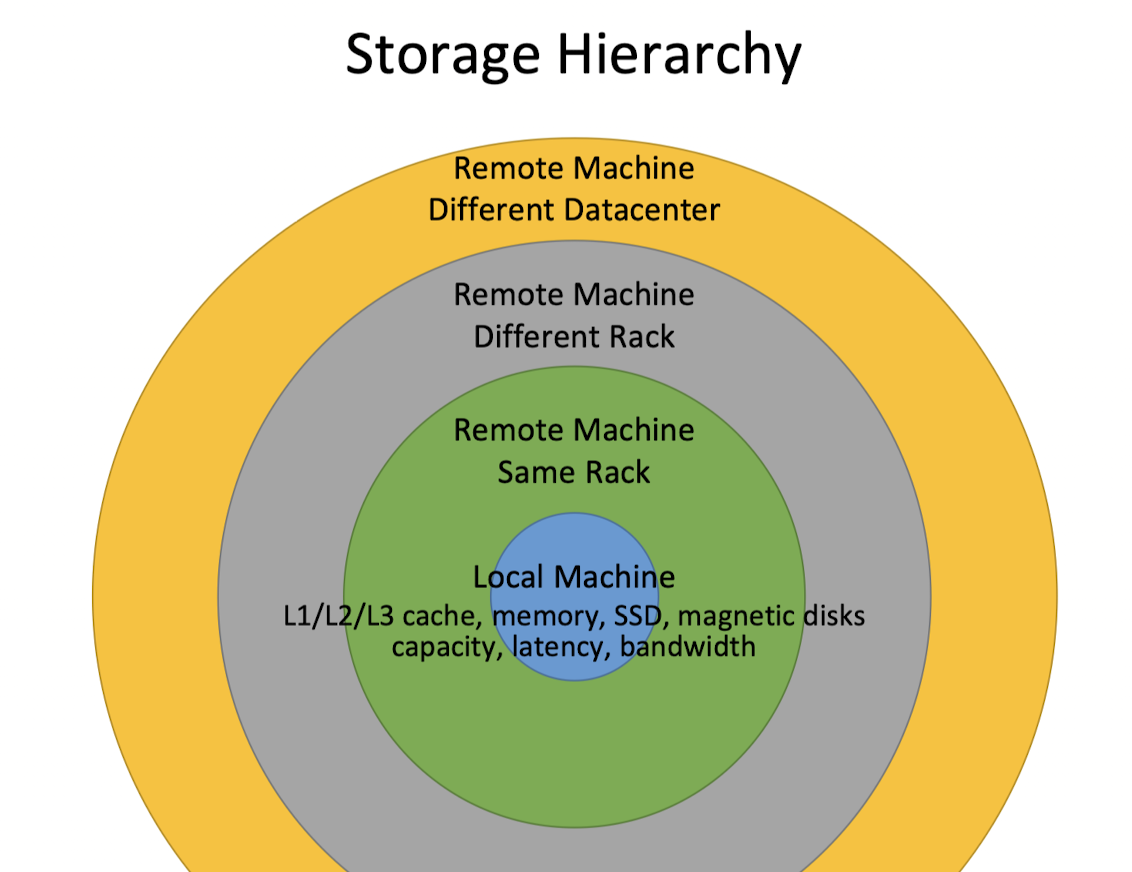 Storage Hierarchy
Remote Machine
Different Datacenter
Remote Machine
Different Rack
Remote Machine
Same Rack
Local Machine
L1/L2/L3 cache, memory, SSD, magnetic disks
capacity, latency, bandwidth